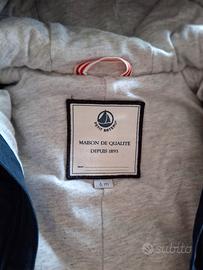 PETIT BATEAU
MAISON DE QUALITÉ
DEPUIS 1893
6 m
subito